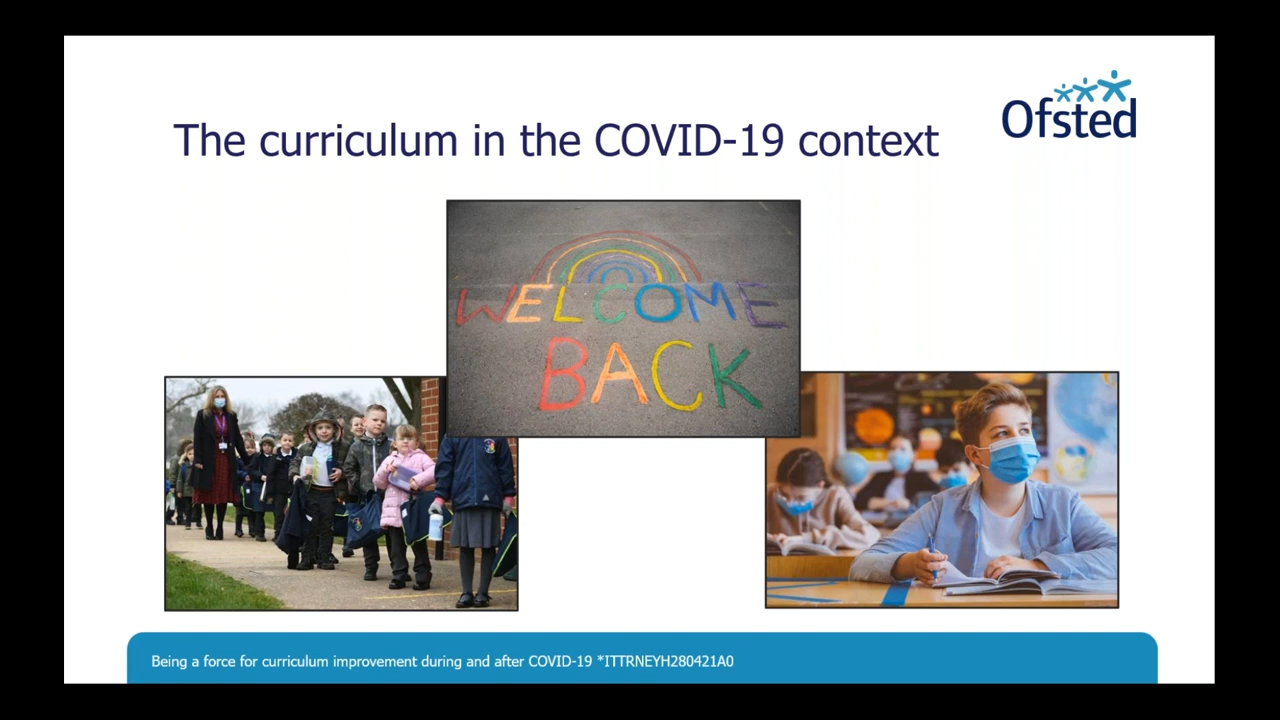 Ofsted
The curriculum in the COVID-19 context
WELCOME
BACK
Being a force for curriculum improvement during and after COVID-19 *ITTRNEYH280421A0